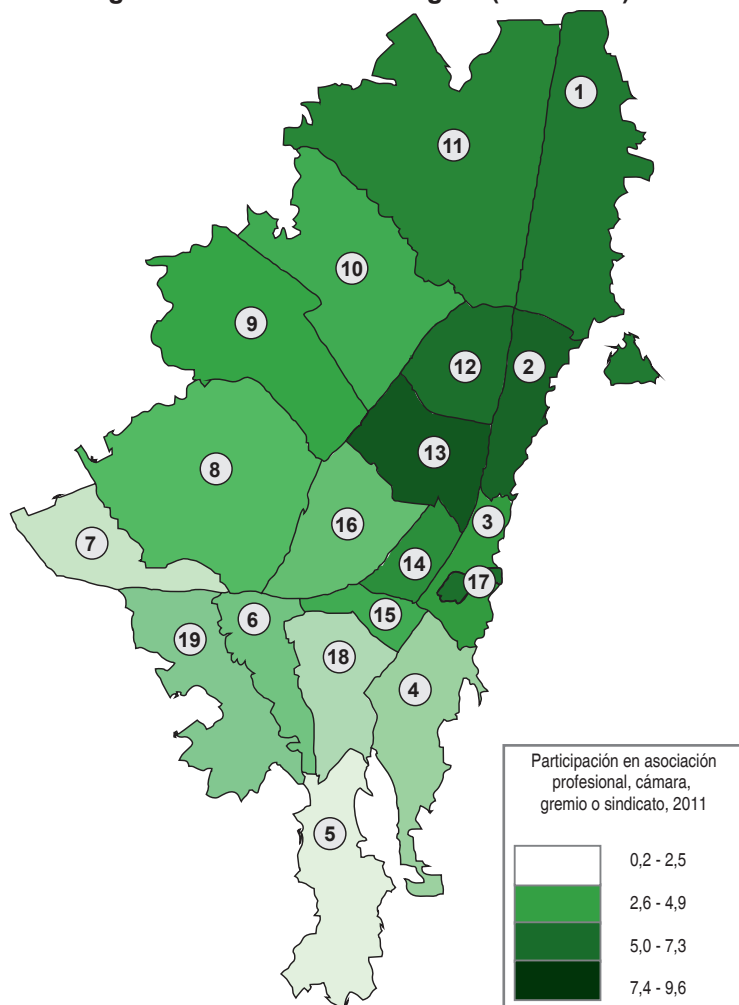 1
11
10
9
12
2
13
8
16
3
7
14
17
15
6
19
18
4
5
Participación en asociación
profesional, cámara,
gremio o sindicato, 2011
0,2 - 2,5
2,6 - 4,9
5,0 - 7,3
7,4 - 9,6